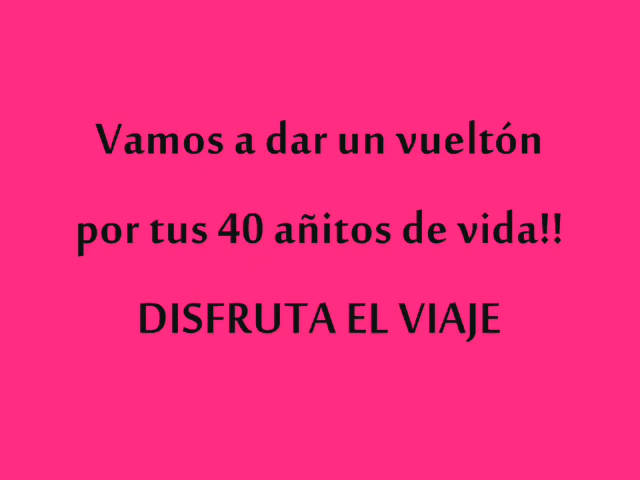 Vamos a dar un vueltón
por tus 40 añitos de vida!!
DISFRUTA EL VIAJE